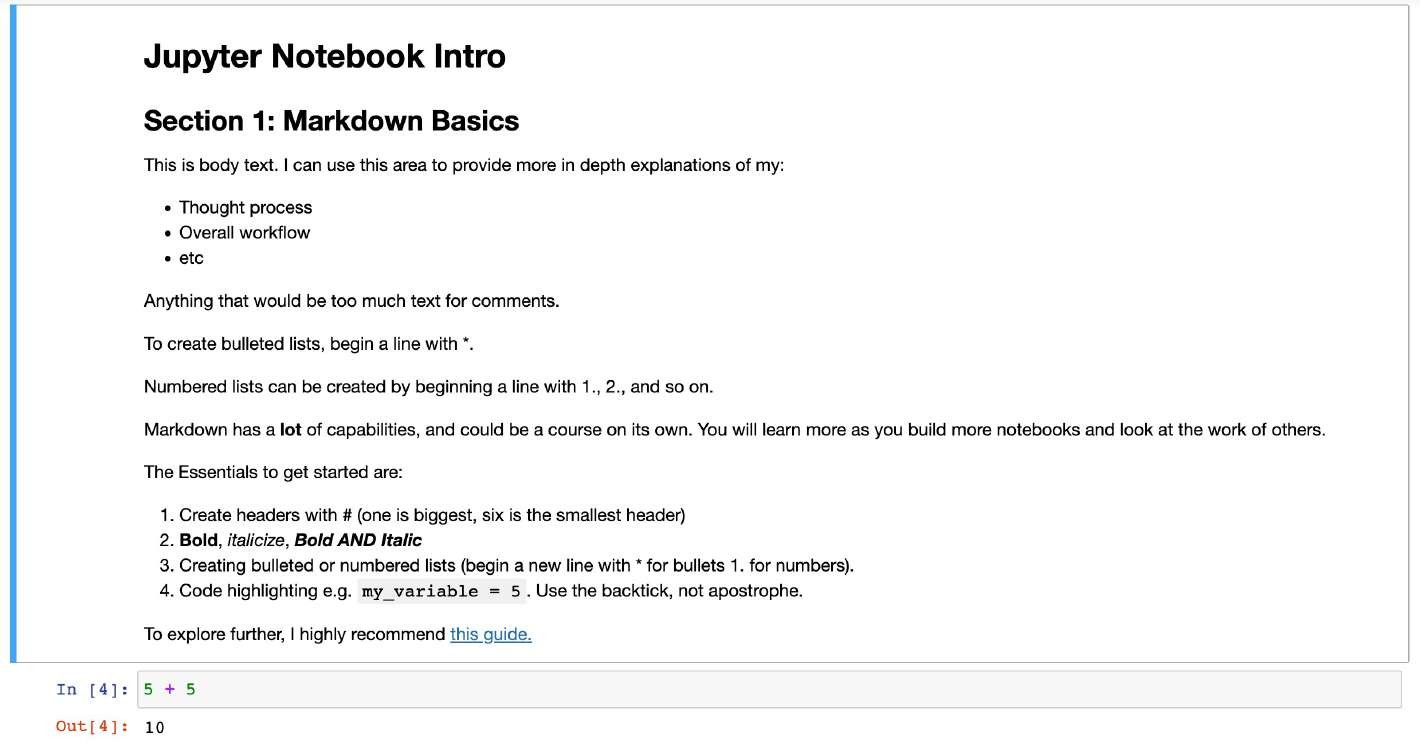 Jupyter Notebook Intro
Section 1: Markdown Basics
This is body text. I can use this area to provide more in depth explanations of my:
• Thought process
• Overall workflow
• etc
Anything that would be too much text for comments.
To create bulleted lists, begin a line with *.
Numbered lists can be created by beginning a line with 1., 2., and so on.
Markdown has a lot of capabilities, and could be a course on its own. You will learn more as you build more notebooks and look at the work of others.
The Essentials to get started are:
1. Create headers with # (one is biggest, six is the smallest header)
2. Bold, italicize, Bold AND Italic
3. Creating bulleted or numbered lists (begin a new line with * for bullets 1. for numbers).
4. Code highlighting e.g. my_variable = 5. Use the backtick, not apostrophe.
To explore further, I highly recommend this guide.
In [4]: 5 + 5
Out[4]: 10